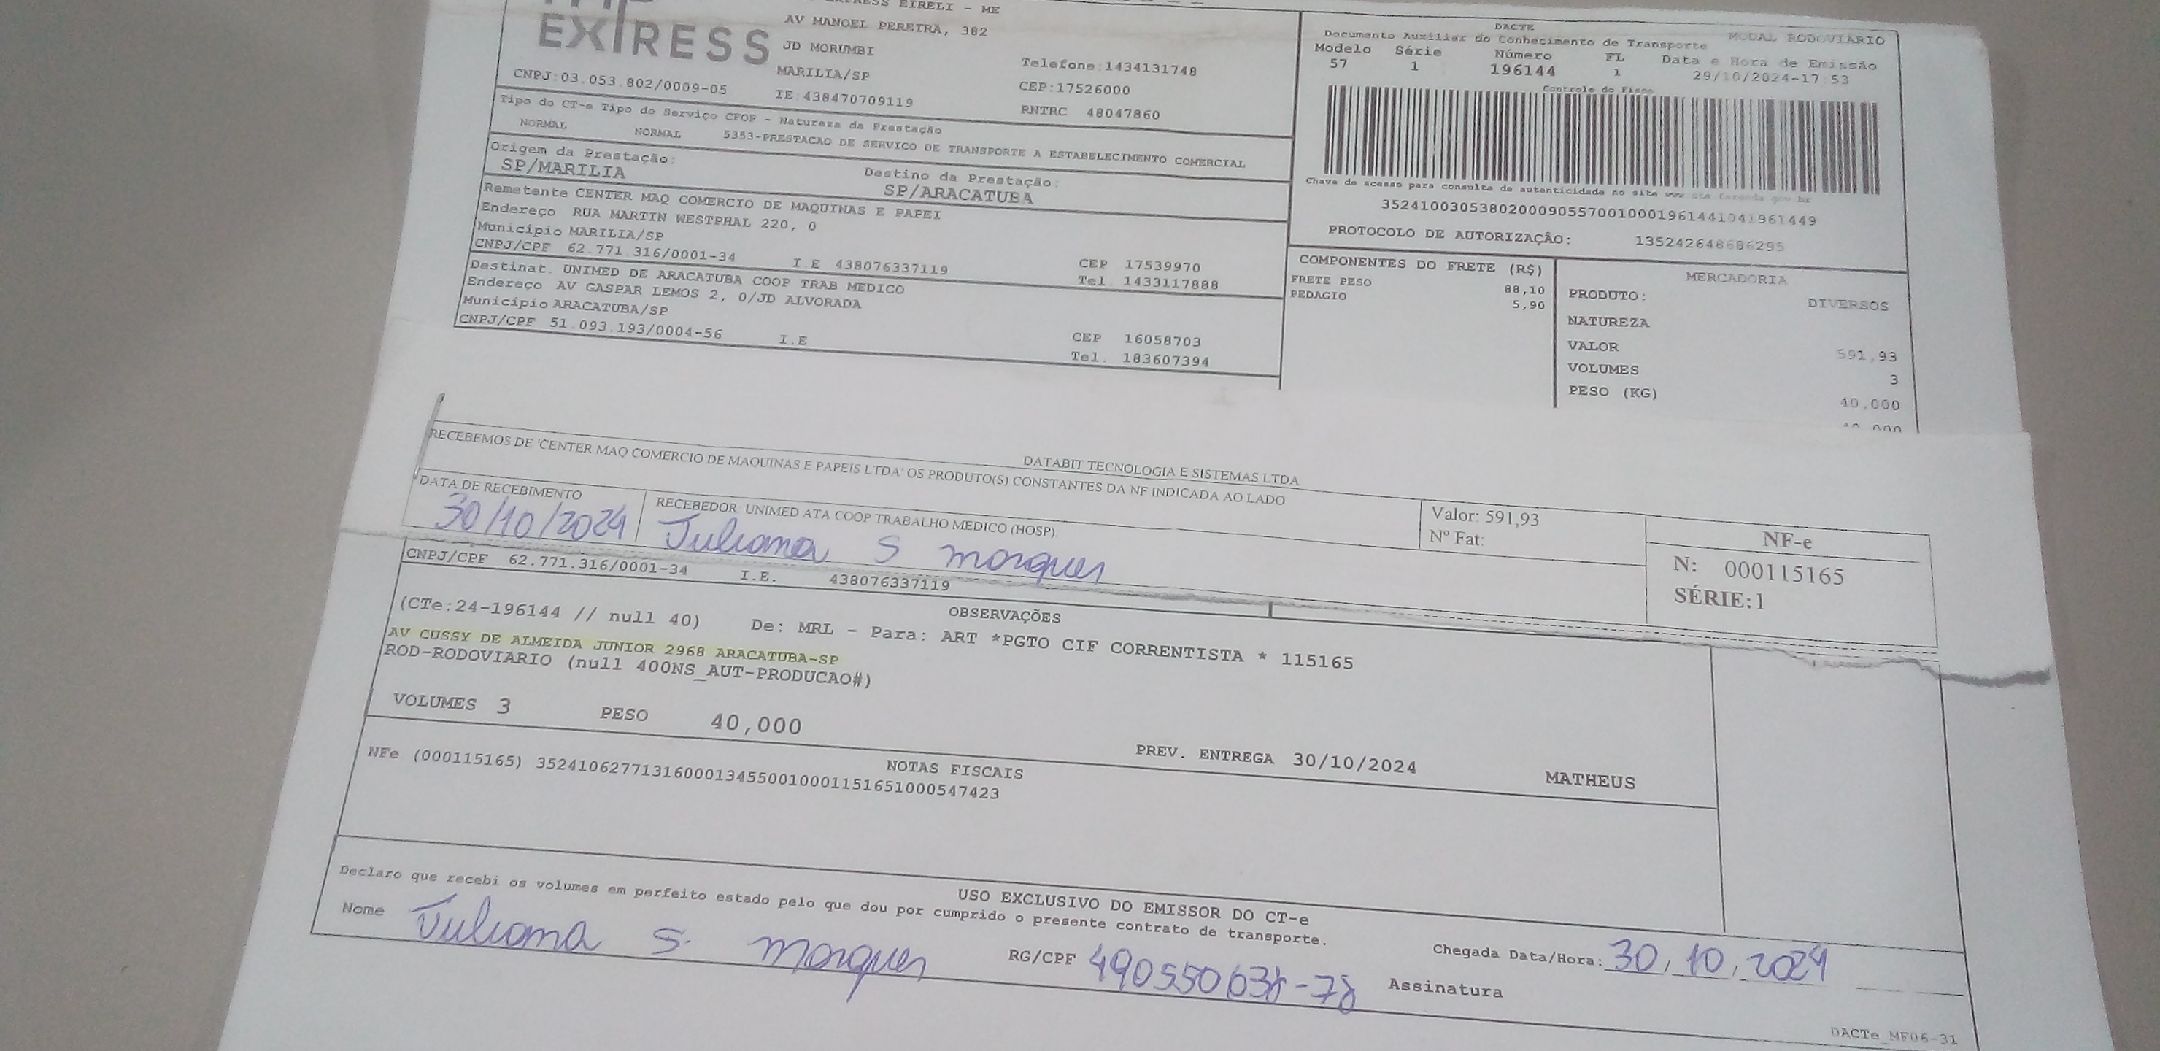 EXPRESS
EIRELI - ME
AV MANOEL PEREIRA, 382
JD MORUMBI
MARILIA/SP
Telefone:1434131748
CEP:17526000
CNPJ:03.053.802/0009-05
IE:438470709119
RNTRC 48047860
Tipo do CT-e Tipo do Serviço CFOP - Natureza da Prestação
NORMAL NORMAL 5353-PRESTACAO DE SERVICO DE TRANSPORTE A ESTABELECIMENTO COMERCIAL
Origem da Prestação:
SP/MARILIA
Destino da Prestação:
SP/ARACATUBA
Remetente CENTER MAQ COMERCIO DE MAQUINAS E PAPEI
Endereço RUA MARTIN WESTPHAL 220, 0
Município MARILIA/SP
CNPJ/CPF 62.771.316/0001-34 I.E 438076337119
CEP 17539970
Tel 1433117888
Destinat. UNIMED DE ARACATUBA COOP TRAB MEDICO
Endereço AV GASPAR LEMOS 2, 0/JD ALVORADA
Município ARACATUBA/SP
CNPJ/CPF 51.093.193/0004-56 I.E
CEP 16058703
Tel. 183607394
DACTE
Documento Auxiliar do Conhecimento de Transporte
MODAL RODOVIARIO
Modelo Série Número FL Data e Hora de Emissão
57 1 196144 1 29/10/2024-17:53
Controle do Fisco
Chave de acesso para consulta de autenticidade no site www.cte.fazenda.gov.br
35241003053802000905570010001961441041961449
PROTOCOLO DE AUTORIZAÇÃO: 135242648686295
COMPONENTES DO FRETE (R$)
FRETE PESO 88,10
PEDAGIO 5,90
MERCADORIA
PRODUTO: DIVERSOS
NATUREZA
VALOR 591,93
VOLUMES 3
PESO (KG) 40,000
DATABIT TECNOLOGIA E SISTEMAS LTDA
RECEBEMOS DE 'CENTER MAQ COMERCIO DE MAQUINAS E PAPEIS LTDA' OS PRODUTO(S) CONSTANTES DA NF INDICADA AO LADO
DATA DE RECEBIMENTO
30/10/2024
RECEBEDOR: UNIMED ATA COOP TRABALHO MEDICO (HOSP)
Juliana S marques
Valor: 591,93
Nº Fat:
NF-e
N: 000115165
SÉRIE:1
CNPJ/CPF 62.771.316/0001-34 I.E. 438076337119
OBSERVAÇÕES
(CTe:24-196144 // null 40) De: MRL - Para: ART *PGTO CIF CORRENTISTA * 115165
AV CUSSY DE ALMEIDA JUNIOR 2968 ARACATUBA-SP
ROD-RODOVIARIO (null 400NS_AUT-PRODUCAO#)
VOLUMES 3 PESO 40,000
PREV. ENTREGA 30/10/2024
MATHEUS
NOTAS FISCAIS
NFe (000115165) 35241062771316000134550010001151651000547423
USO EXCLUSIVO DO EMISSOR DO CT-e
Declaro que recebi os volumes em perfeito estado pelo que dou por cumprido o presente contrato de transporte.
Nome Juliana S. marques
RG/CPF 490550638-78
Chegada Data/Hora: 30, 10, 2024
Assinatura
DACTe_MF06-31